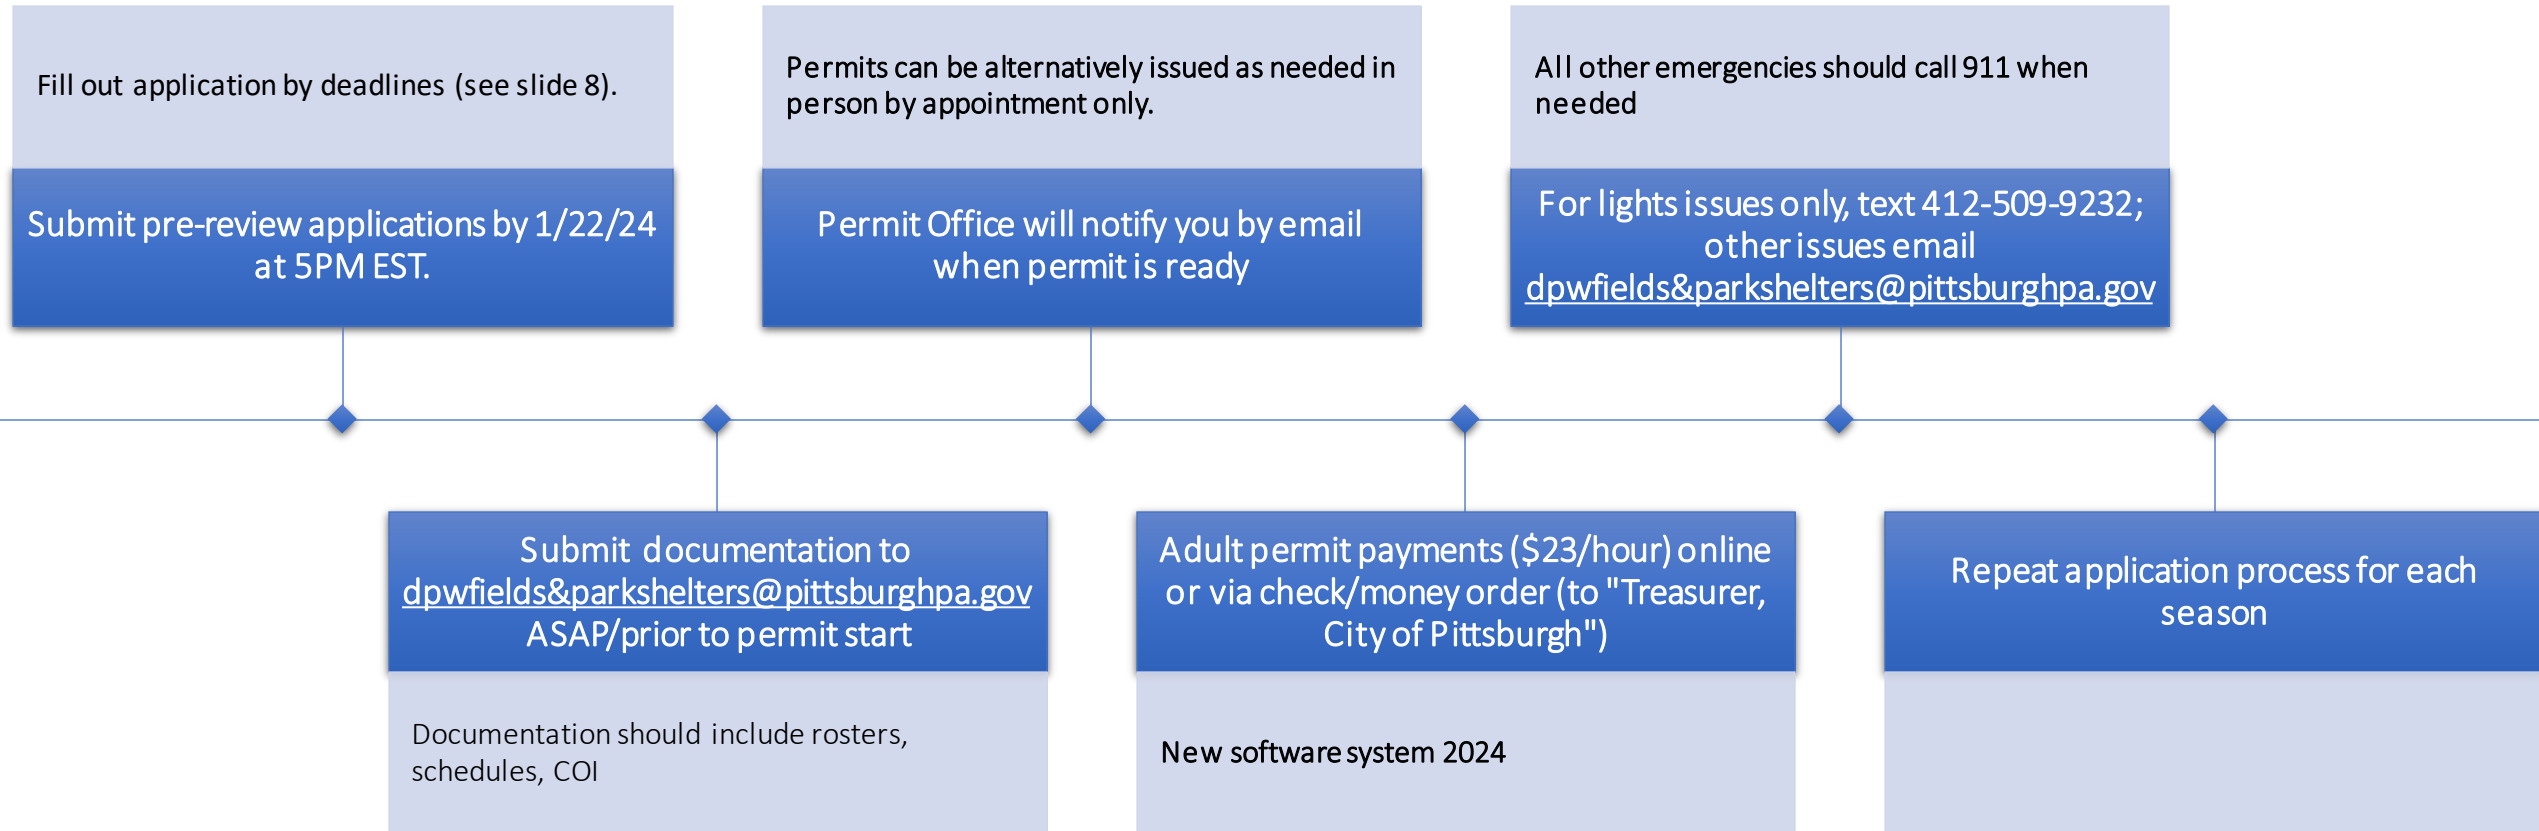 Fill out application by deadlines (see slide 8).
Submit pre-review applications by 1/22/24
at 5PM EST.
Submit documentation to
dpwfields&parkshelters@pittsburghpa.gov
ASAP/prior to permit start
Documentation should include rosters,
schedules, COI
Permits can be alternatively issued as needed in
person by appointment only.
Permit Office will notify you by email
when permit is ready
Adult permit payments ($23/hour) online
or via check/money order (to "Treasurer,
City of Pittsburgh")
New software system 2024
All other emergencies should call 911 when
needed
For lights issues only, text 412-509-9232;
other issues email
dpwfields&parkshelters@pittsburghpa.gov
Repeat application process for each
season